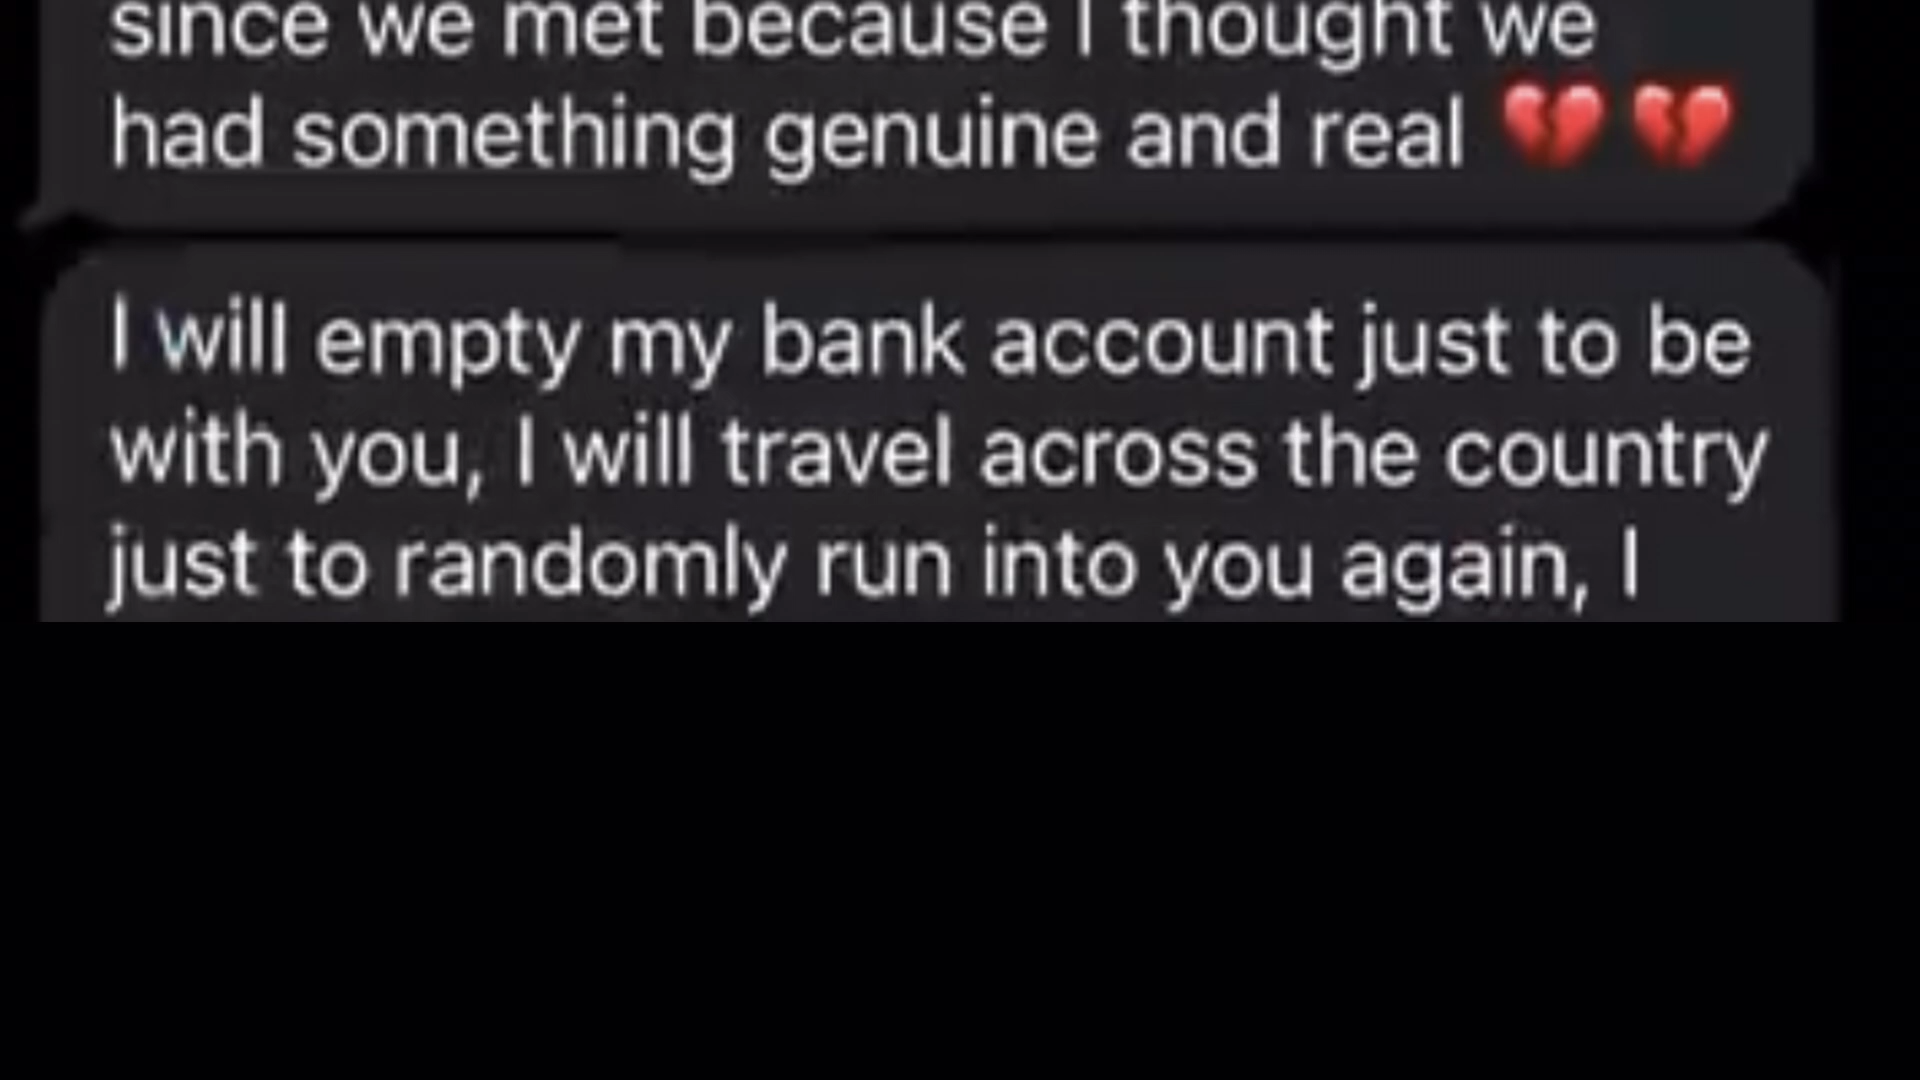 since we met because I thought we
had something genuine and real 💔 💔
I will empty my bank account just to be
with you, I will travel across the country
just to randomly run into you again, I